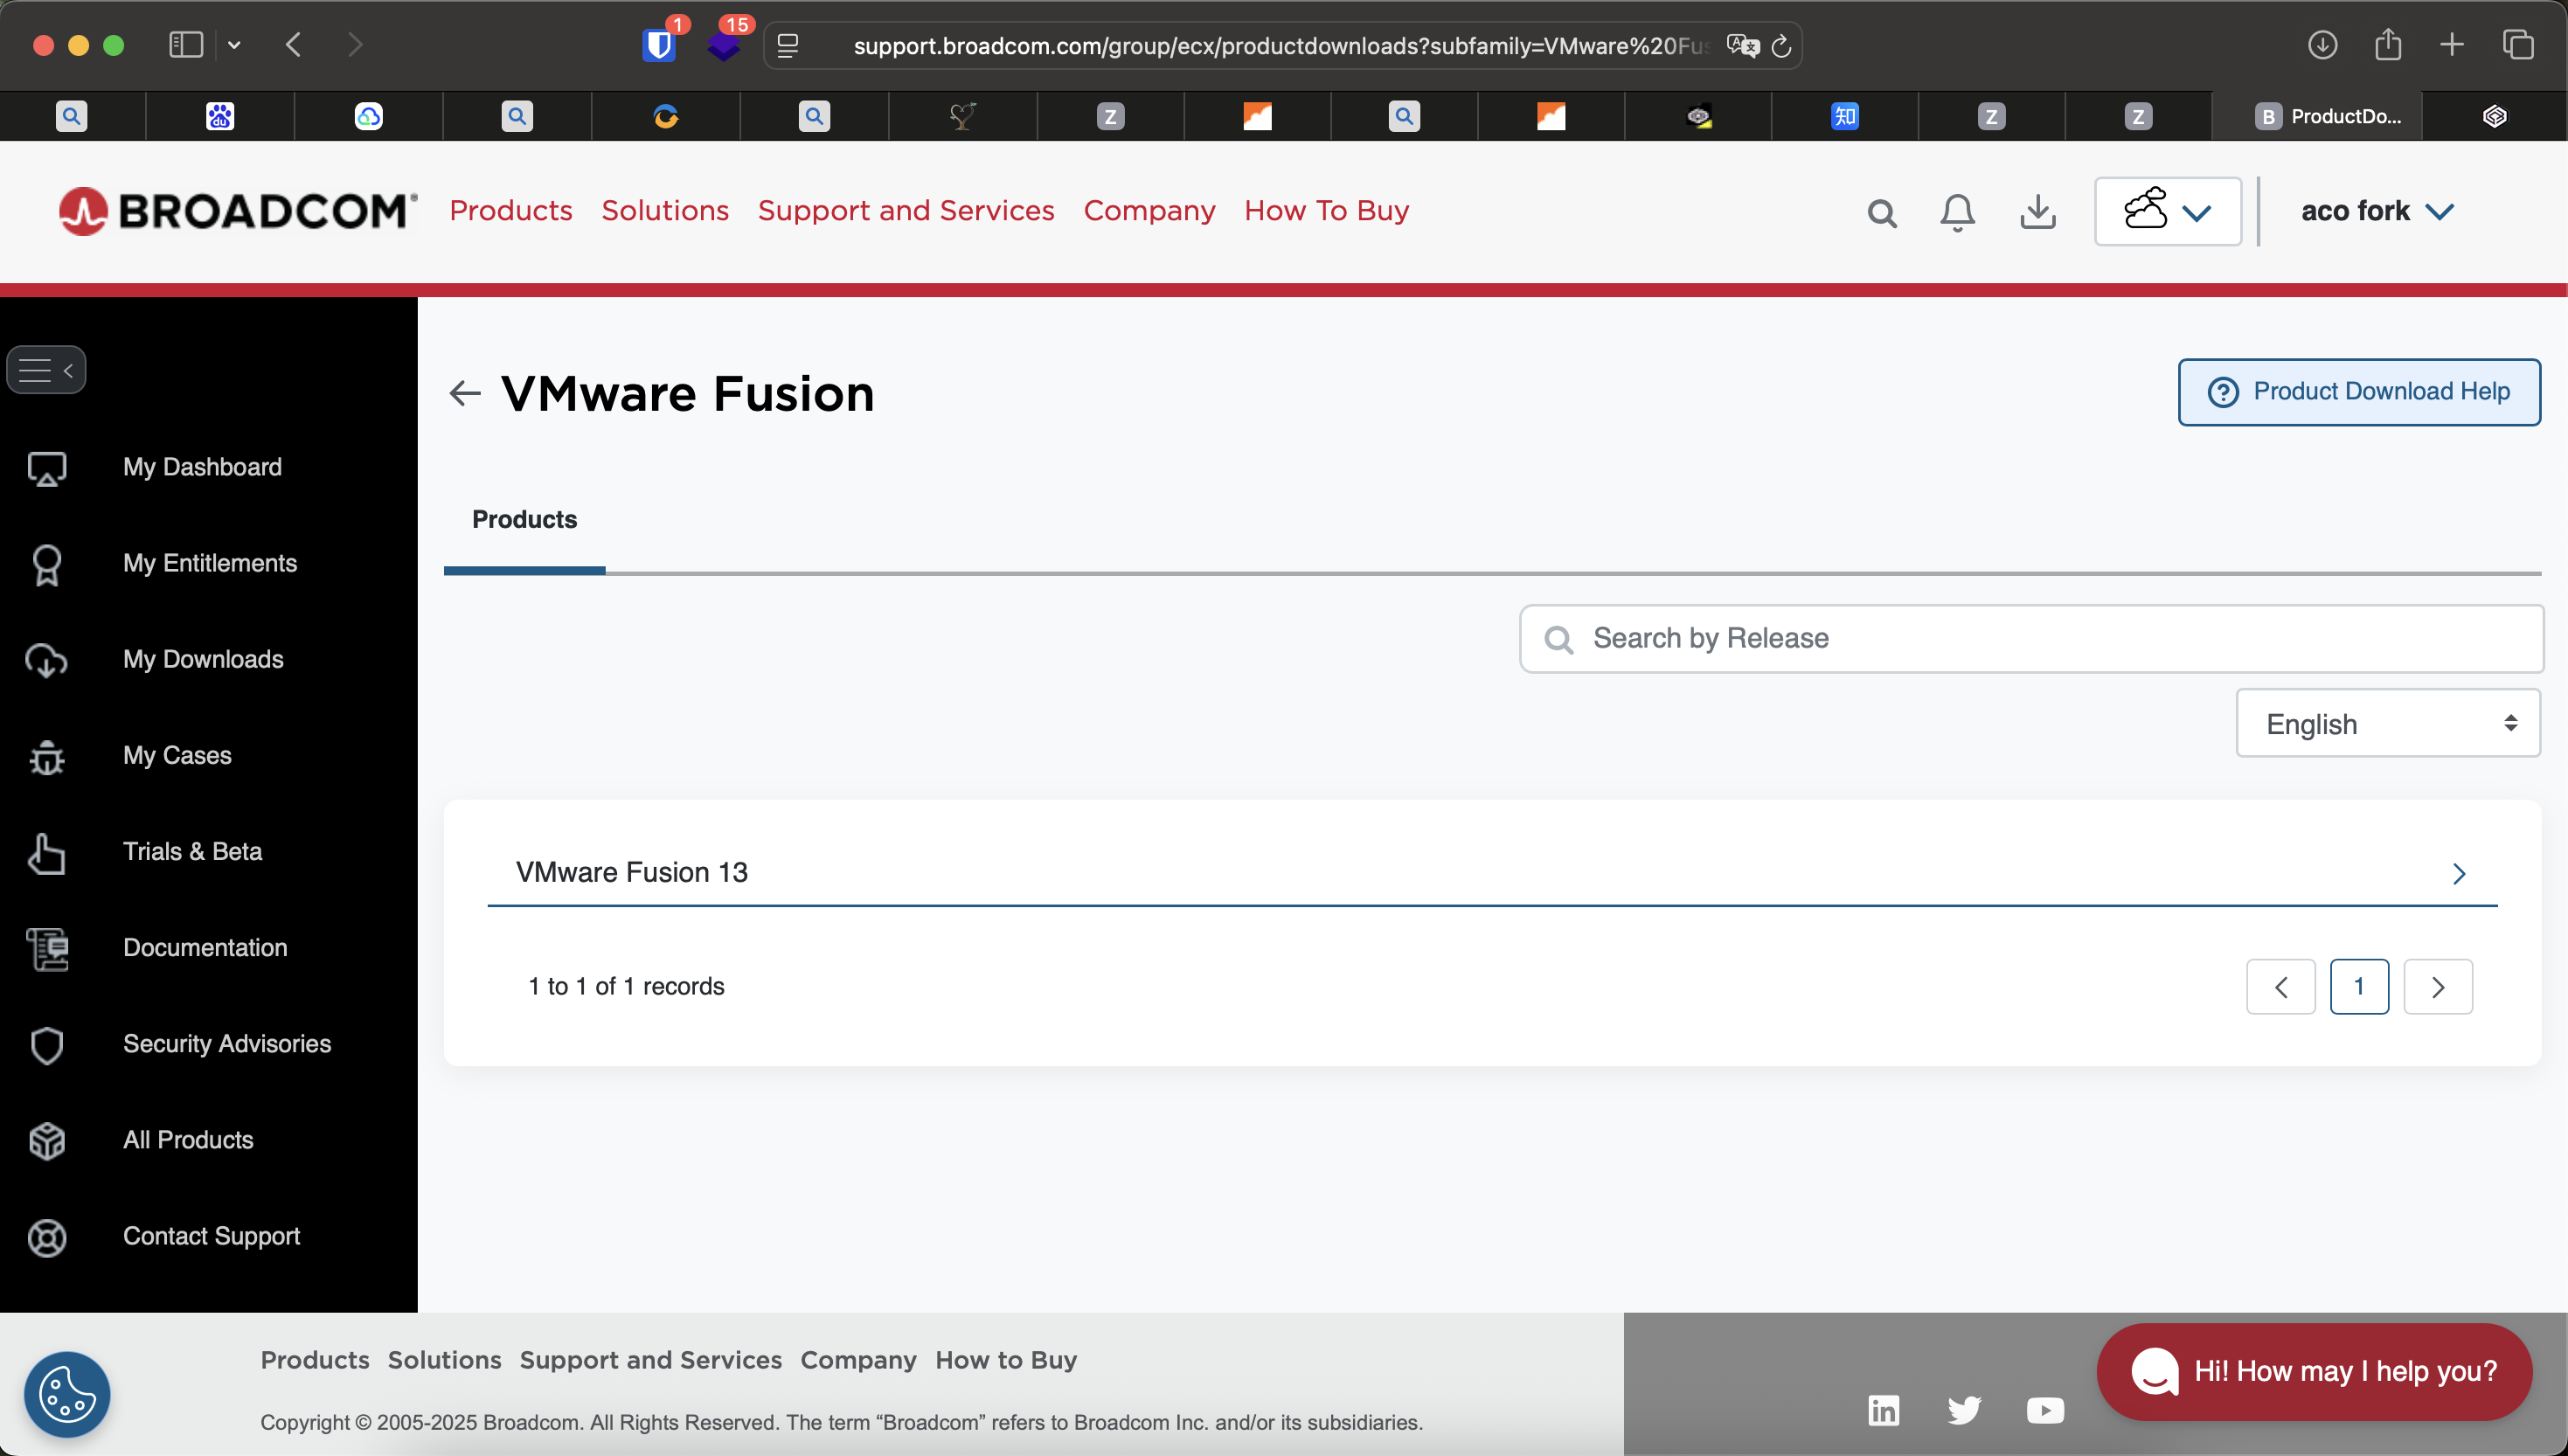 1
15
support.broadcom.com/group/ecx/productdownloads?subfamily=VMware%20Fus
du
Z
知
Z
Z
B ProductDo...
BROADCOM
Products Solutions Support and Services Company How To Buy
aco fork
VMware Fusion
Product Download Help
My Dashboard
My Entitlements
My Downloads
My Cases
Trials & Beta
Documentation
Security Advisories
All Products
Contact Support
Products
Search by Release
English
VMware Fusion 13
1 to 1 of 1 records
1
Products Solutions Support and Services Company How to Buy
Copyright © 2005-2025 Broadcom. All Rights Reserved. The term “Broadcom” refers to Broadcom Inc. and/or its subsidiaries.
in
Hi! How may I help you?